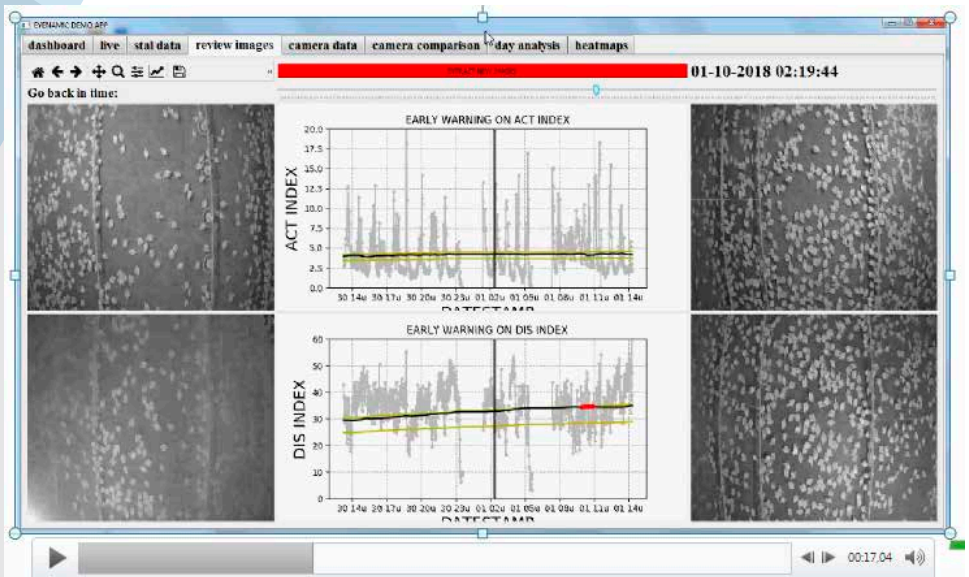 EYENAMIC DEMO APP
dashboard live stal data review images camera data camera comparison day analysis heatmaps
01-10-2018 02:19:44
Go back in time:
EARLY WARNING ON ACT INDEX
ACT INDEX
20.0
17.5
15.0
12.5
10.0
7.5
5.0
2.5
0.0
30 14u 30 17u 30 20u 30 23u 01 02u 01 05u 01 08u 01 11u 01 14u
DATESTAMP
EARLY WARNING ON DIS INDEX
DIS INDEX
60
50
40
30
20
10
0
30 14u 30 17u 30 20u 30 23u 01 02u 01 05u 01 08u 01 11u 01 14u
DATESTAMP
00:17,04